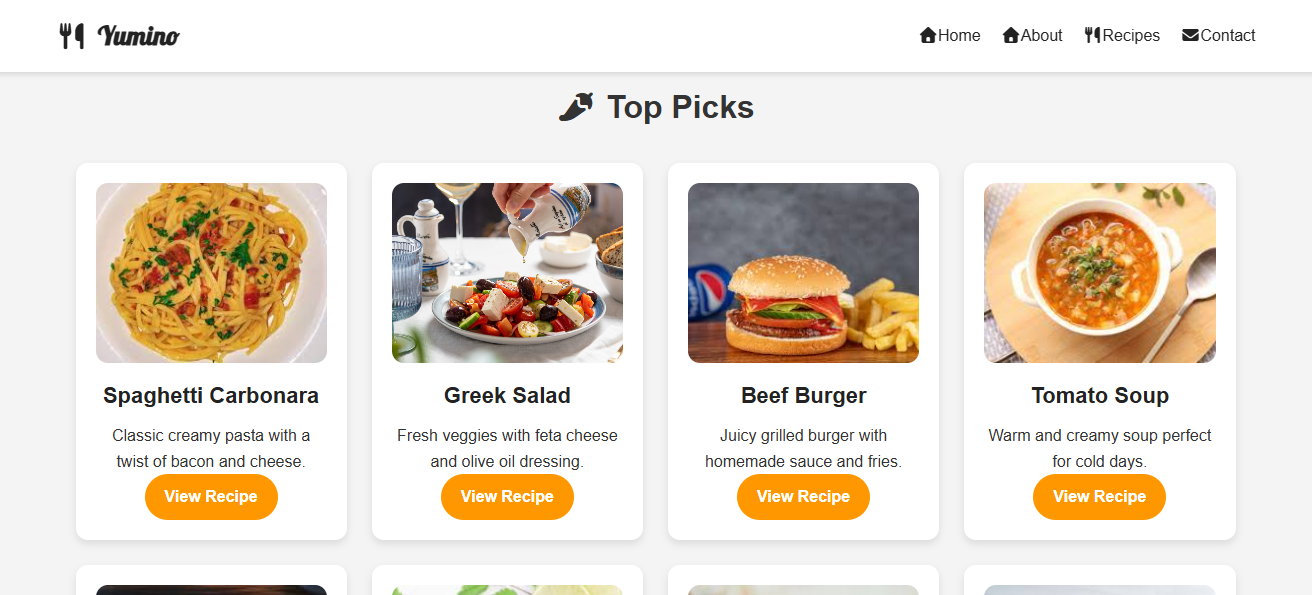 Yumino
Home About Recipes Contact
Top Picks
Spaghetti Carbonara
Classic creamy pasta with a
twist of bacon and cheese.
View Recipe
Greek Salad
Fresh veggies with feta cheese
and olive oil dressing.
View Recipe
Beef Burger
Juicy grilled burger with
homemade sauce and fries.
View Recipe
Tomato Soup
Warm and creamy soup perfect
for cold days.
View Recipe